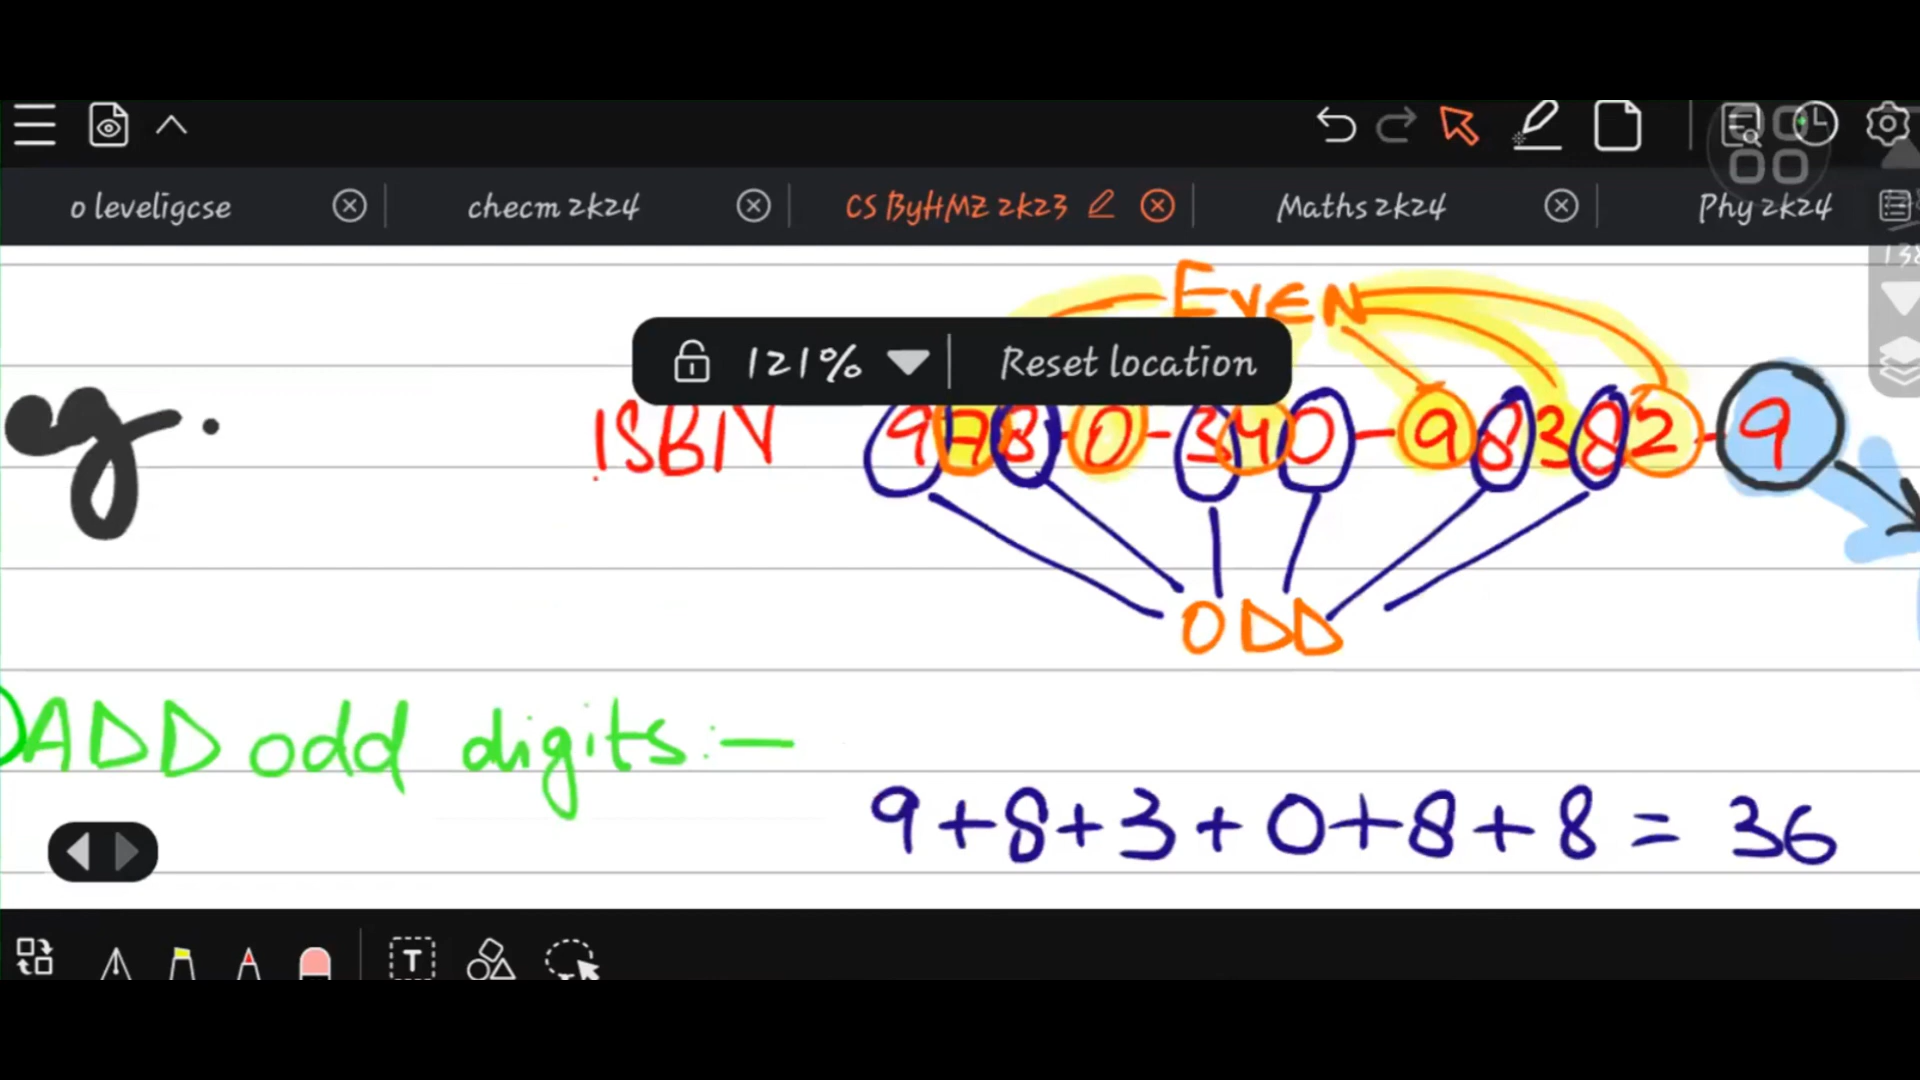 o leveligcse checm 2k24 CS ByHMZ 2k23 Maths 2k24 Phy 2k24
EVEN
121% Reset location
eg. ISBN 978-0-340-98382-9
ODD
ADD odd digits:-
9+8+3+0+8+8 = 36
T